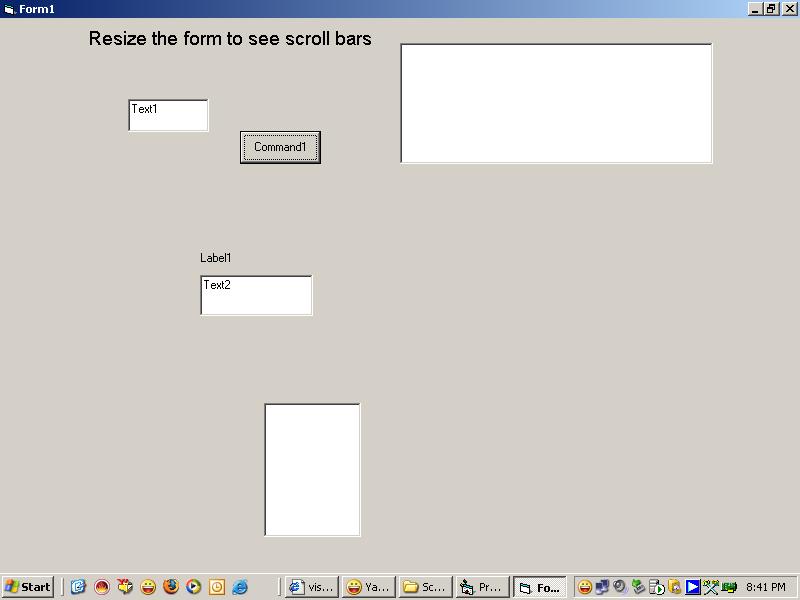 Form1
Resize the form to see scroll bars
Text1
Command1
Label1
Text2
Start
vis...
Ya...
Sc...
Pr...
Fo...
8:41 PM